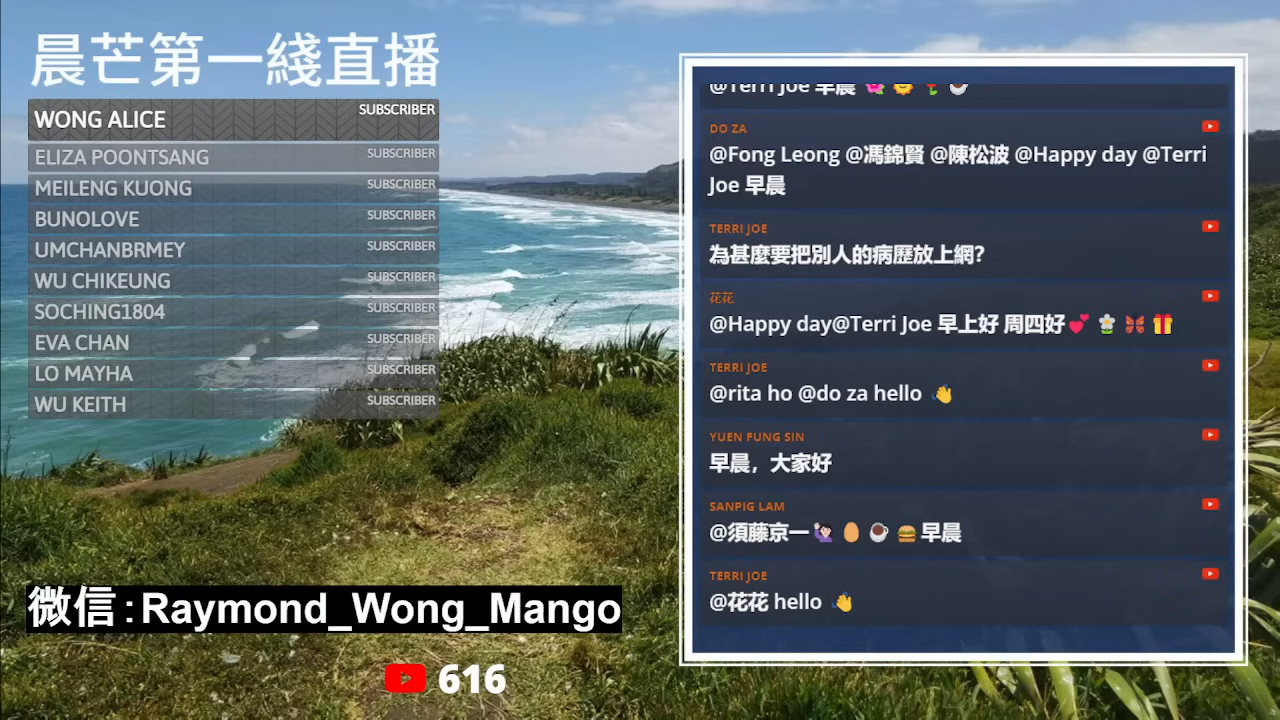 晨芒第一綫直播
WONG ALICE SUBSCRIBER
ELIZA POONTSANG SUBSCRIBER
MEILENG KUONG SUBSCRIBER
BUNOLOVE SUBSCRIBER
UMCHANBRMEY SUBSCRIBER
WU CHIKEUNG SUBSCRIBER
SOCHING1804 SUBSCRIBER
EVA CHAN SUBSCRIBER
LO MAYHA SUBSCRIBER
WU KEITH SUBSCRIBER
微信:Raymond_Wong_Mango
616
@Terri Joe 早晨 🌺 🌞 🌷 ☕
DO ZA
@Fong Leong @馮錦賢 @陳松波 @Happy day @Terri
Joe 早晨
TERRI JOE
為甚麼要把別人的病歷放上網?
花花
@Happy day@Terri Joe 早上好 周四好💕 🌼 🦋 🎁
TERRI JOE
@rita ho @do za hello 👋
YUEN FUNG SIN
早晨，大家好
SANPIG LAM
@須藤京一🙋🏻‍♀️ 🥚 ☕ 🍔早晨
TERRI JOE
@花花 hello 👋